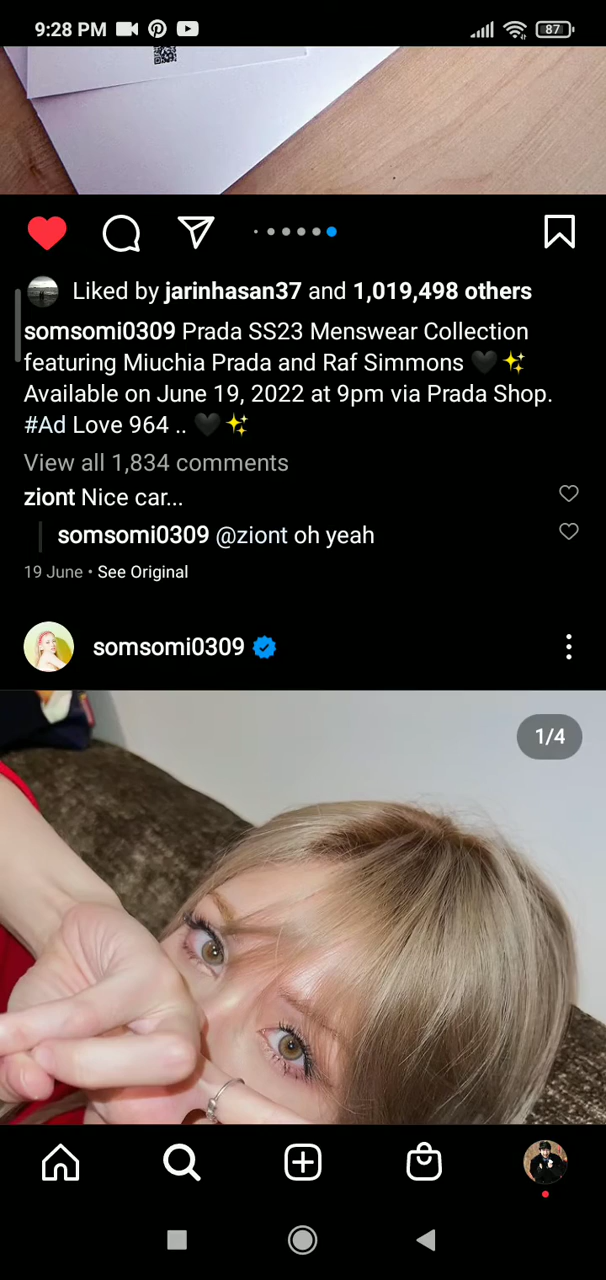 9:28 PM
87
Liked by jarinhasan37 and 1,019,498 others
somsomi0309 Prada SS23 Menswear Collection
featuring Miuchia Prada and Raf Simmons 🖤✨
Available on June 19, 2022 at 9pm via Prada Shop.
#Ad Love 964 .. 🖤✨
View all 1,834 comments
ziont Nice car...
somsomi0309 @ziont oh yeah
19 June • See Original
somsomi0309
1/4